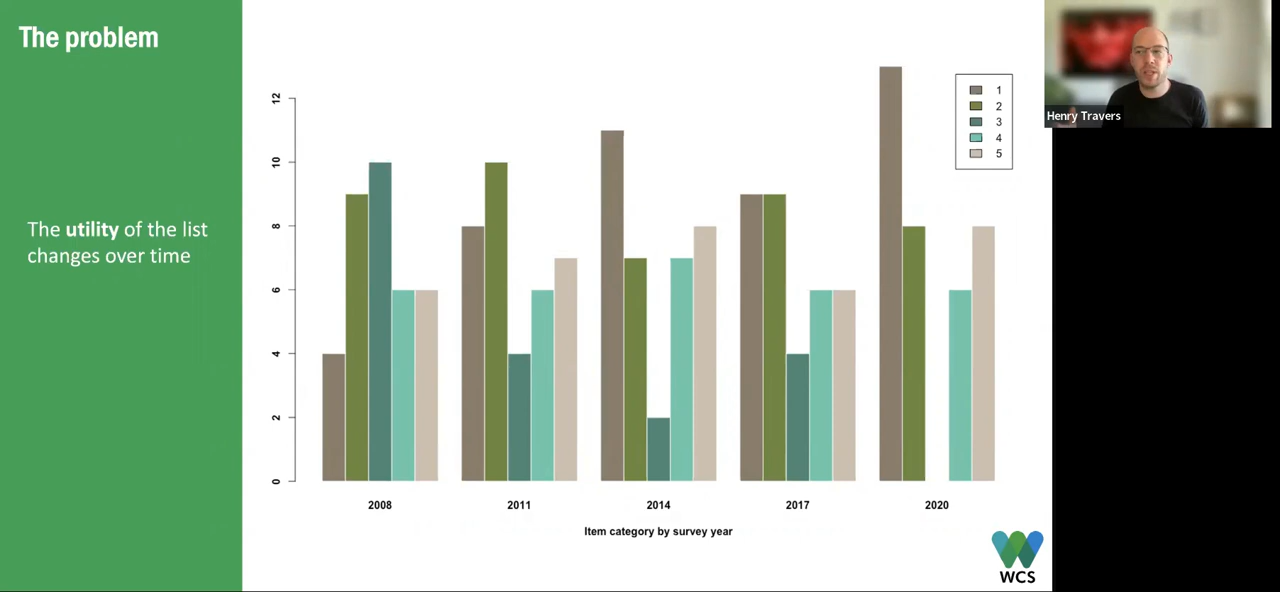 The problem
The utility of the list
changes over time
12
10
8
6
4
2
0
1
2
3
4
5
2008 2011 2014 2017 2020
Item category by survey year
Henry Travers
WCS